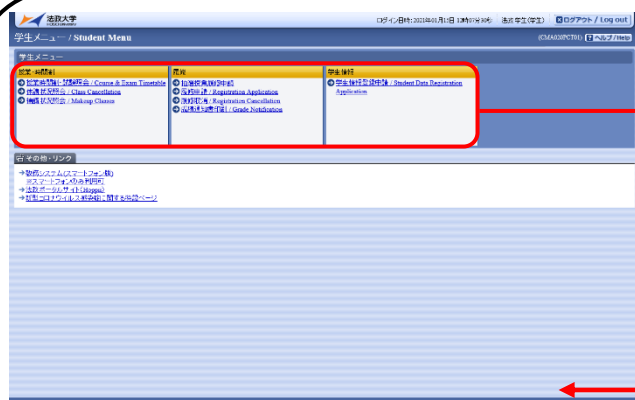 法政大学
HOSEI UNIVERSITY
ログイン日時: 2021年01月13日 13時07分30秒 法政 学生(学生) ログアウト / Log out
学生メニュー / Student Menu
(CMA020PCT01) ヘルプ / Help
学生メニュー
授業・時間割
授業時間割・試験照会 / Course & Exam Timetable
休講状況照会 / Class Cancellation
補講状況照会 / Makeup Classes
履修
抽選授業履修申請
履修申請 / Registration Application
履修取消 / Registration Cancellation
成績通知書印刷 / Grade Notification
学生情報
学生情報登録申請 / Student Data Registration
Application
その他・リンク
教務システム(スマートフォン版)
※スマートフォンのみ利用可
法政ポータルサイト(Hoppii)
新型コロナウイルス感染症に関する特設ページ